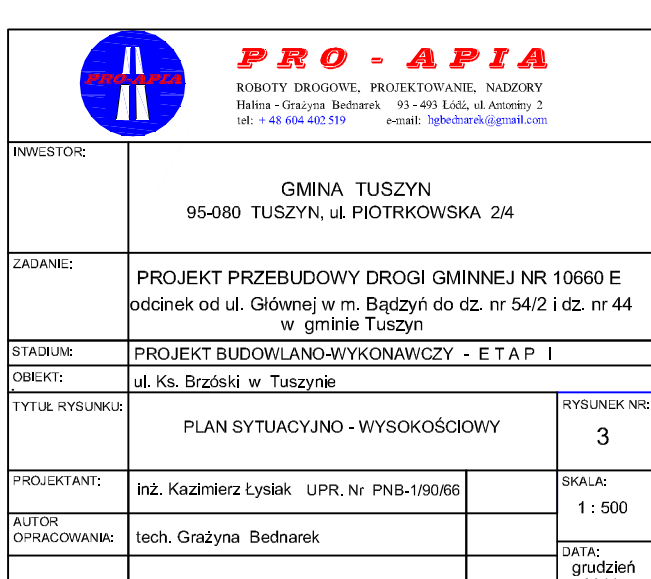 PRO-APIA
PRO - APIA
ROBOTY DROGOWE, PROJEKTOWANIE, NADZORY
Halina - Grażyna Bednarek 93 - 493 Łódź, ul. Antoniny 2
tel: + 48 604 402 519 e-mail: hgbednarek@gmail.com
INWESTOR:
GMINA TUSZYN
95-080 TUSZYN, ul. PIOTRKOWSKA 2/4
ZADANIE:
PROJEKT PRZEBUDOWY DROGI GMINNEJ NR 10660 E
odcinek od ul. Głównej w m. Bądzyń do dz. nr 54/2 i dz. nr 44
w gminie Tuszyn
STADIUM: PROJEKT BUDOWLANO-WYKONAWCZY - E T A P I
OBIEKT: ul. Ks. Brzóski w Tuszynie
TYTUŁ RYSUNKU:
PLAN SYTUACYJNO - WYSOKOŚCIOWY
RYSUNEK NR:
3
PROJEKTANT: inż. Kazimierz Łysiak UPR. Nr PNB-1/90/66
SKALA:
1 : 500
AUTOR
OPRACOWANIA: tech. Grażyna Bednarek
DATA:
grudzień